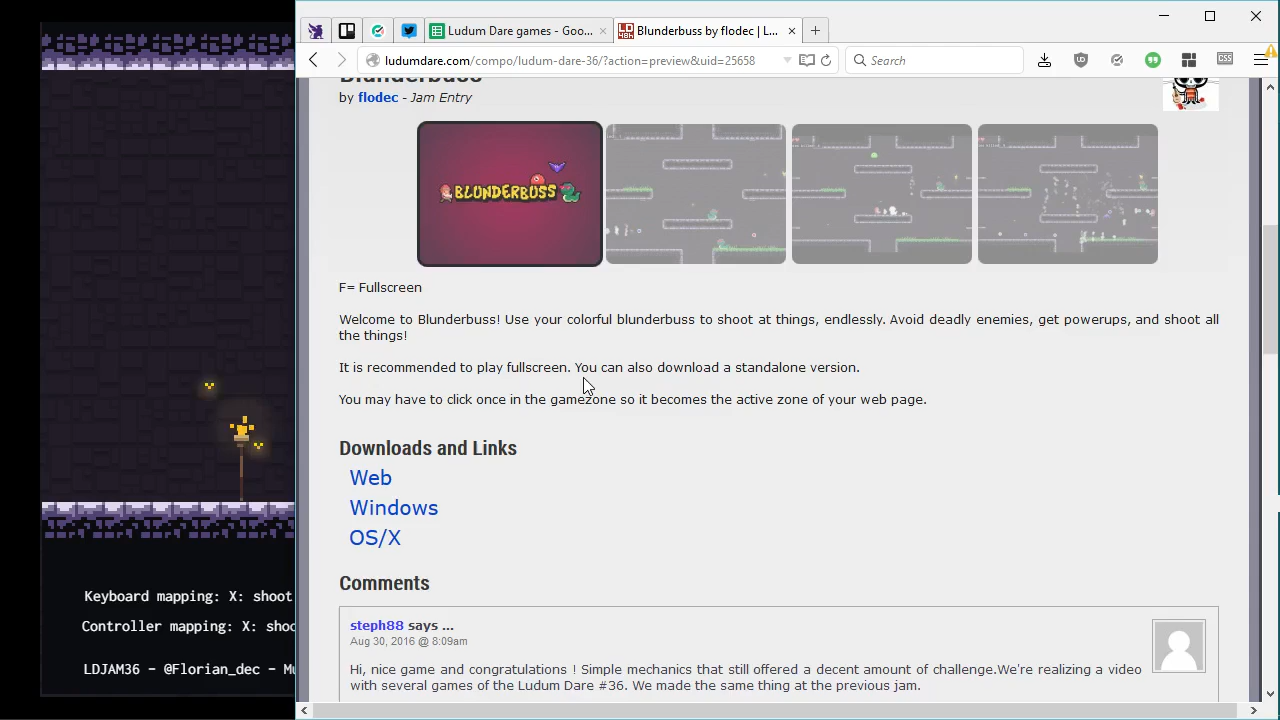 Ludum Dare games - Goo...
Blunderbuss by flodec | L...
ludumdare.com/compo/ludum-dare-36/?action=preview&uid=25658
Search
CSS
Blunderbuss
by flodec - Jam Entry
BLUNDERBUSS
F= Fullscreen
Welcome to Blunderbuss! Use your colorful blunderbuss to shoot at things, endlessly. Avoid deadly enemies, get powerups, and shoot all
the things!
It is recommended to play fullscreen. You can also download a standalone version.
You may have to click once in the gamezone so it becomes the active zone of your web page.
Downloads and Links
Web
Windows
OS/X
Comments
steph88 says ...
Aug 30, 2016 @ 8:09am
Hi, nice game and congratulations ! Simple mechanics that still offered a decent amount of challenge.We're realizing a video
with several games of the Ludum Dare #36. We made the same thing at the previous jam.
Keyboard mapping: X: shoot
Controller mapping: X: shoo
LDJAM36 - @Florian_dec - Mu